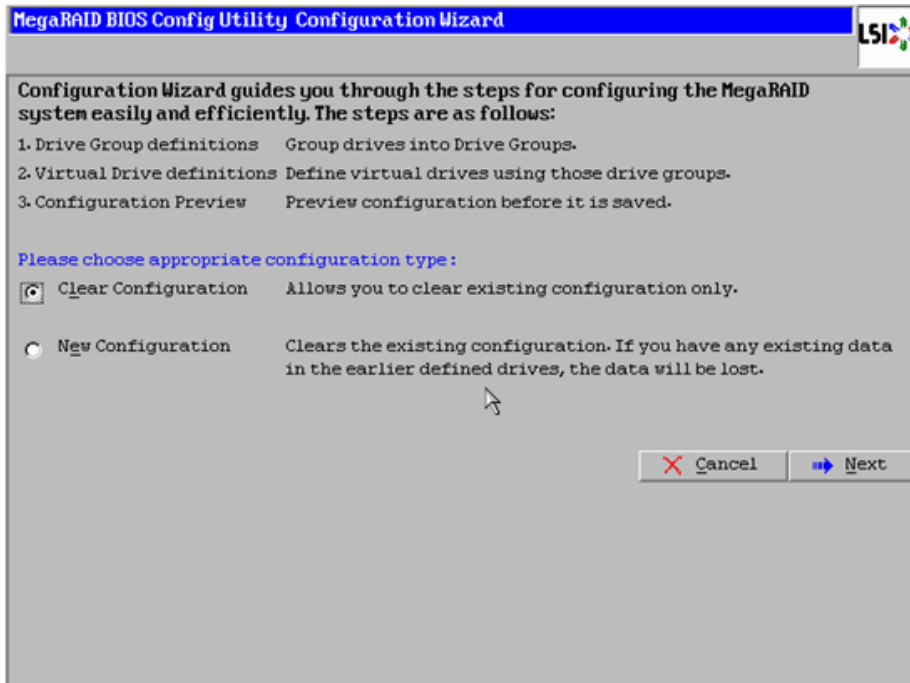 MegaRAID BIOS Config Utility Configuration Wizard
LSI
Configuration Wizard guides you through the steps for configuring the MegaRAID
system easily and efficiently. The steps are as follows:
1. Drive Group definitions Group drives into Drive Groups.
2. Virtual Drive definitions Define virtual drives using those drive groups.
3. Configuration Preview Preview configuration before it is saved.
Please choose appropriate configuration type:
Clear Configuration Allows you to clear existing configuration only.
New Configuration Clears the existing configuration. If you have any existing data
in the earlier defined drives, the data will be lost.
Cancel Next